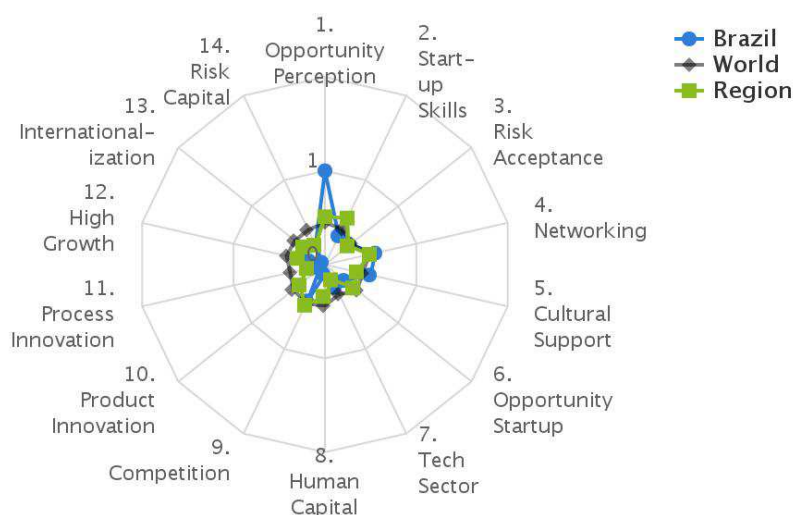 1.
Opportunity
Perception
2.
Start-
up
Skills
3.
Risk
Acceptance
4.
Networking
5.
Cultural
Support
6.
Opportunity
Startup
7.
Tech
Sector
8.
Human
Capital
9.
Competition
10.
Product
Innovation
11.
Process
Innovation
12.
High
Growth
13.
International-
ization
14.
Risk
Capital
1
0
Brazil
World
Region